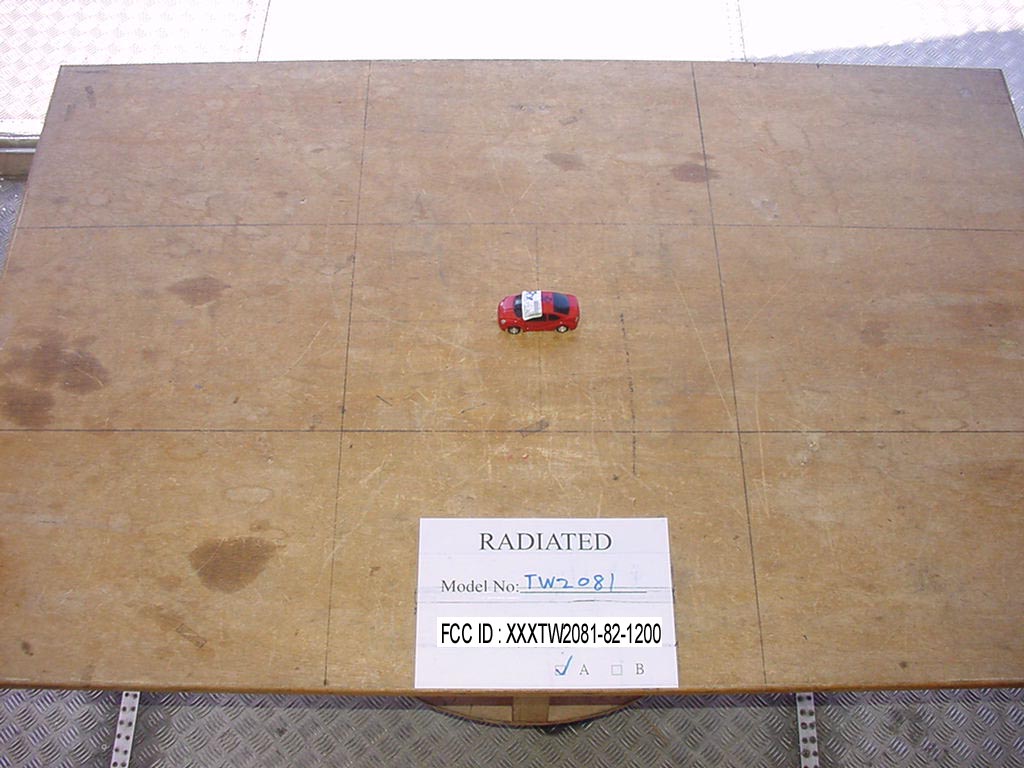 RADIATED
Model No: TW2081
FCC ID : XXXTW2081-82-1200
A B